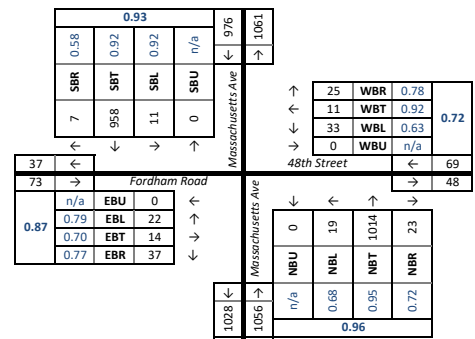 0.93
976
1061
0.58 0.92 0.92 n/a
↓ ↑
SBR SBT SBL SBU
Massachusetts Ave
7 958 11 0
← ↓ → ↑
↑ 25 WBR 0.78
← 11 WBT 0.92
↓ 33 WBL 0.63
→ 0 WBU n/a
0.72
37 ←
48th Street
← 69
73 →
Fordham Road
→ 48
0.87
n/a EBU 0 ←
0.79 EBL 22 ↑
0.70 EBT 14 →
0.77 EBR 37 ↓
Massachusetts Ave
↓ ← ↑ →
0 19 1014 23
NBU NBL NBT NBR
↓ ↑
n/a 0.68 0.95 0.72
1028
1056
0.96